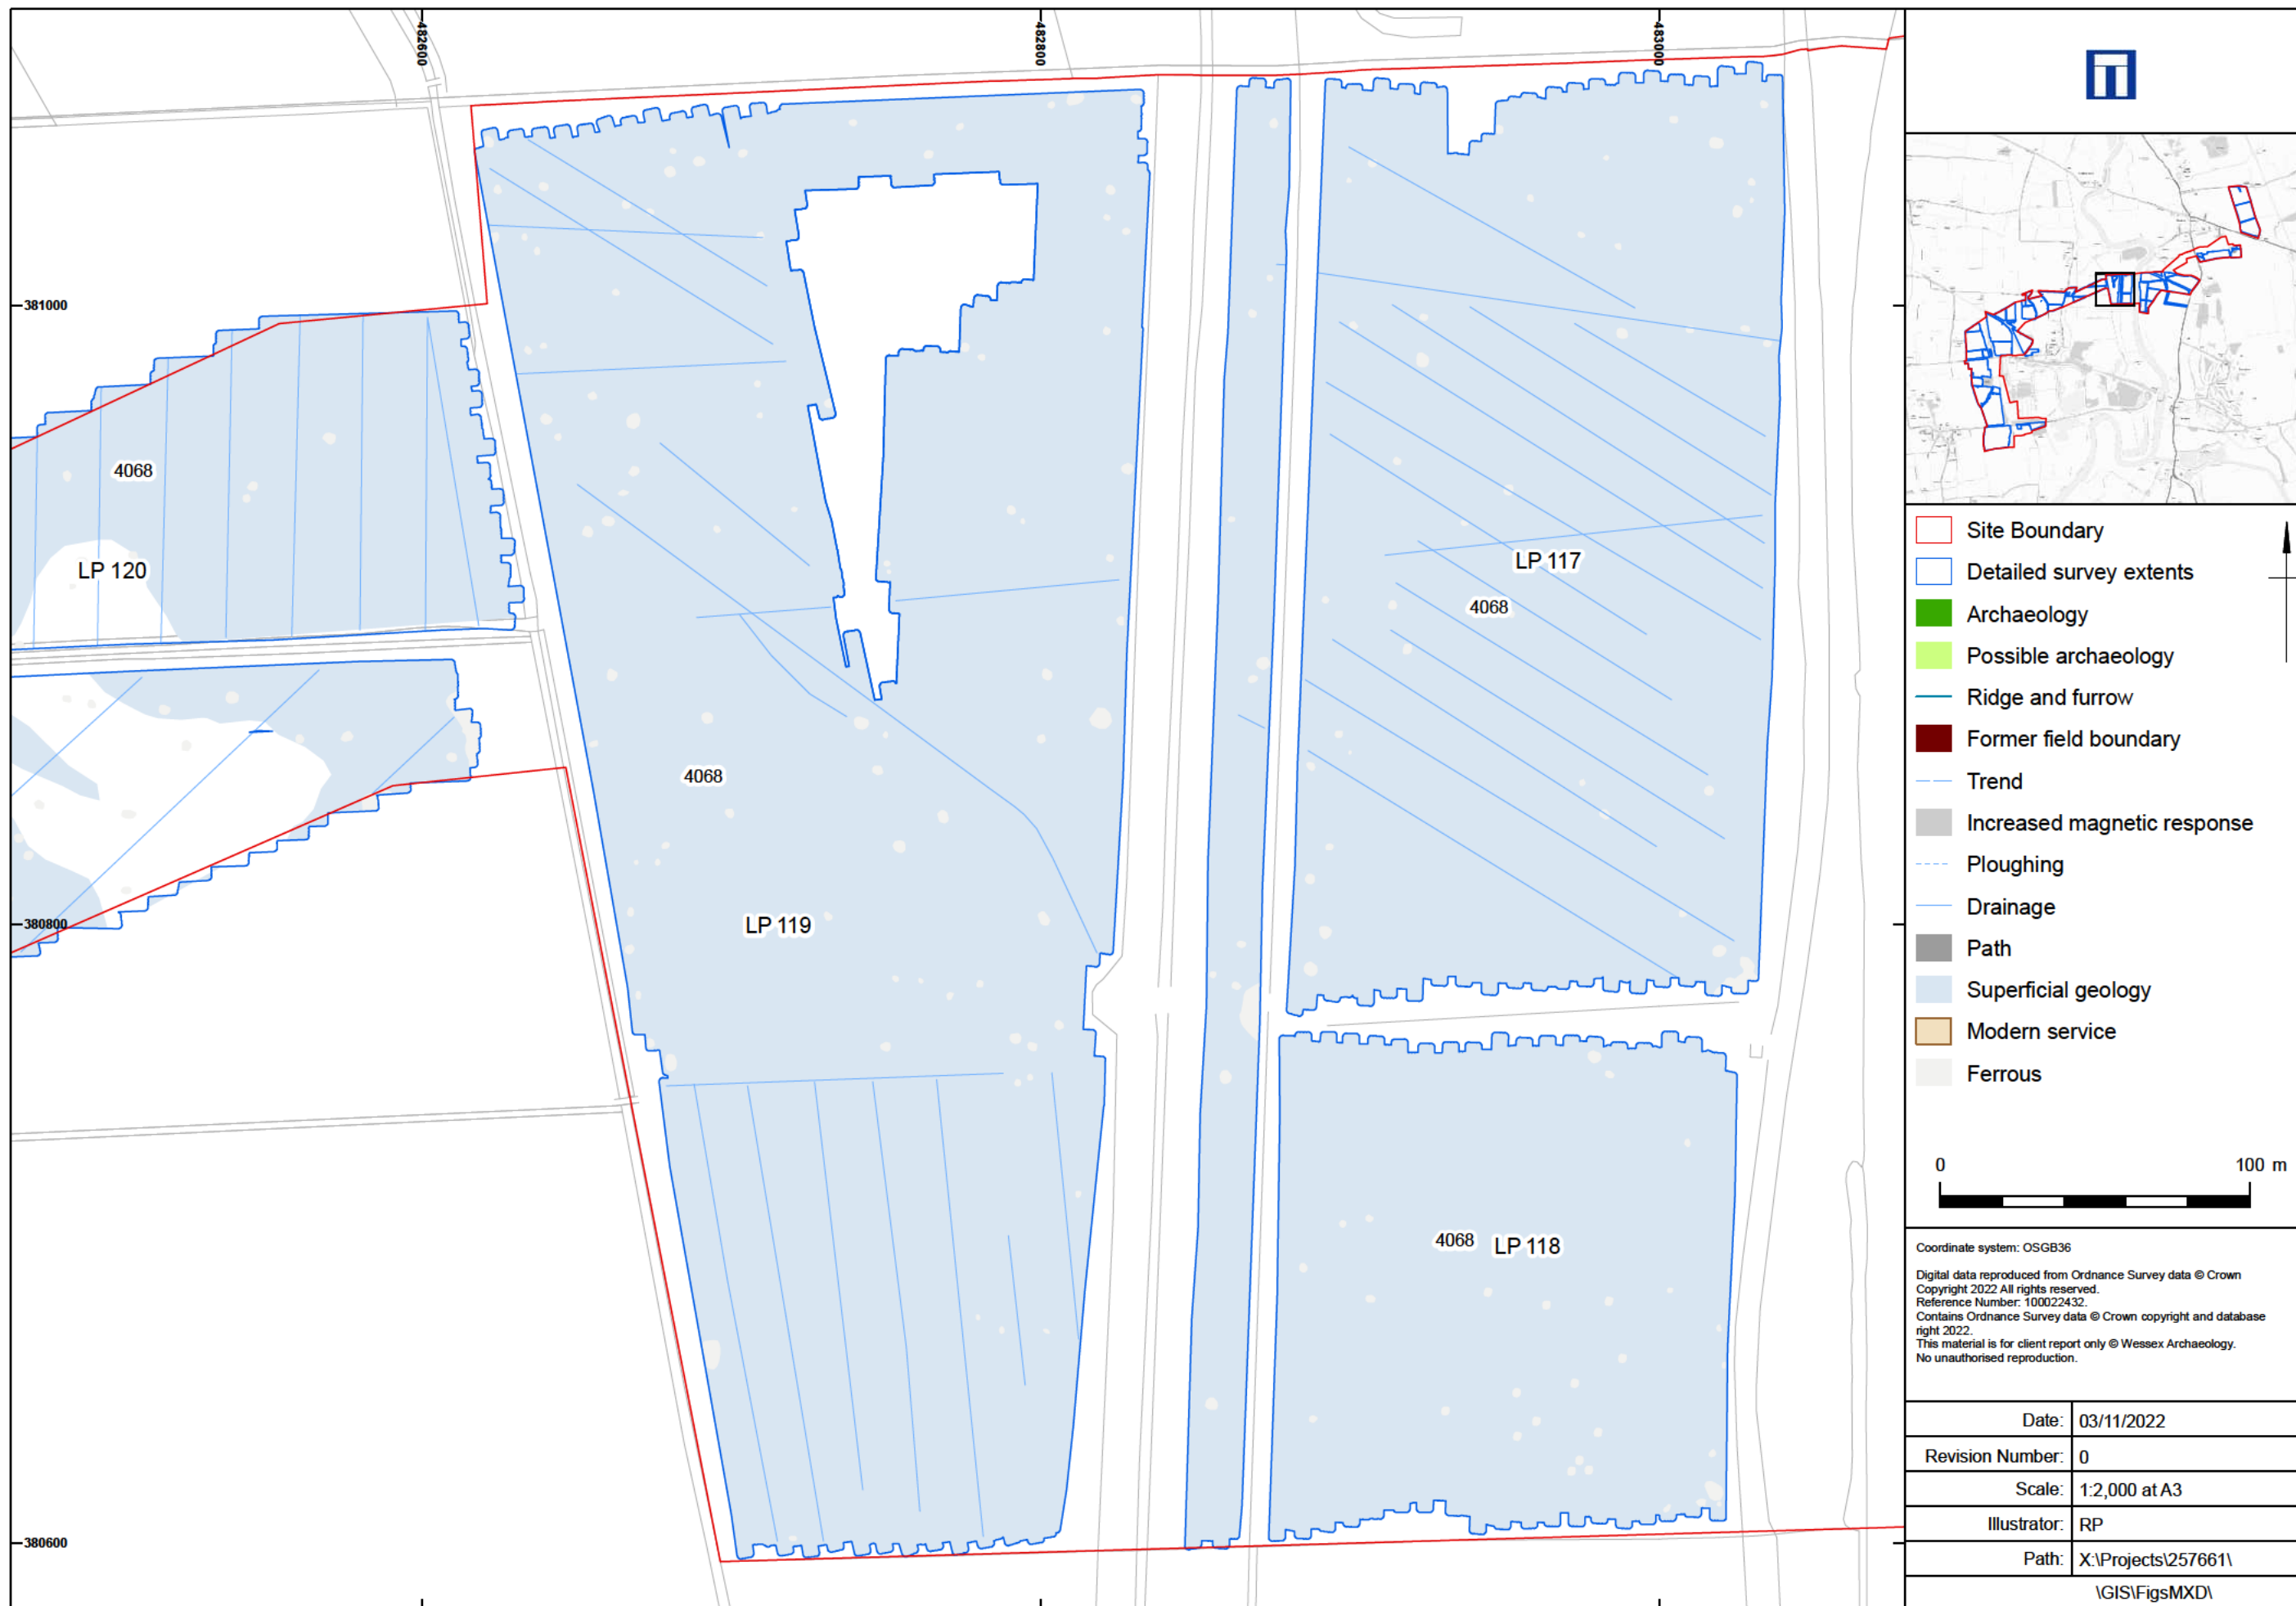 482600
482800
483000
381000
380800
380600
4068
LP 120
LP 117
4068
4068
LP 119
4068
LP 118
Site Boundary
Detailed survey extents
Archaeology
Possible archaeology
Ridge and furrow
Former field boundary
Trend
Increased magnetic response
Ploughing
Drainage
Path
Superficial geology
Modern service
Ferrous
0 100 m
Coordinate system: OSGB36
Digital data reproduced from Ordnance Survey data © Crown
Copyright 2022 All rights reserved.
Reference Number: 100022432.
Contains Ordnance Survey data © Crown copyright and database
right 2022.
This material is for client report only © Wessex Archaeology.
No unauthorised reproduction.
Date: 03/11/2022
Revision Number: 0
Scale: 1:2,000 at A3
Illustrator: RP
Path: X:\Projects\257661\
\GIS\FigsMXD\